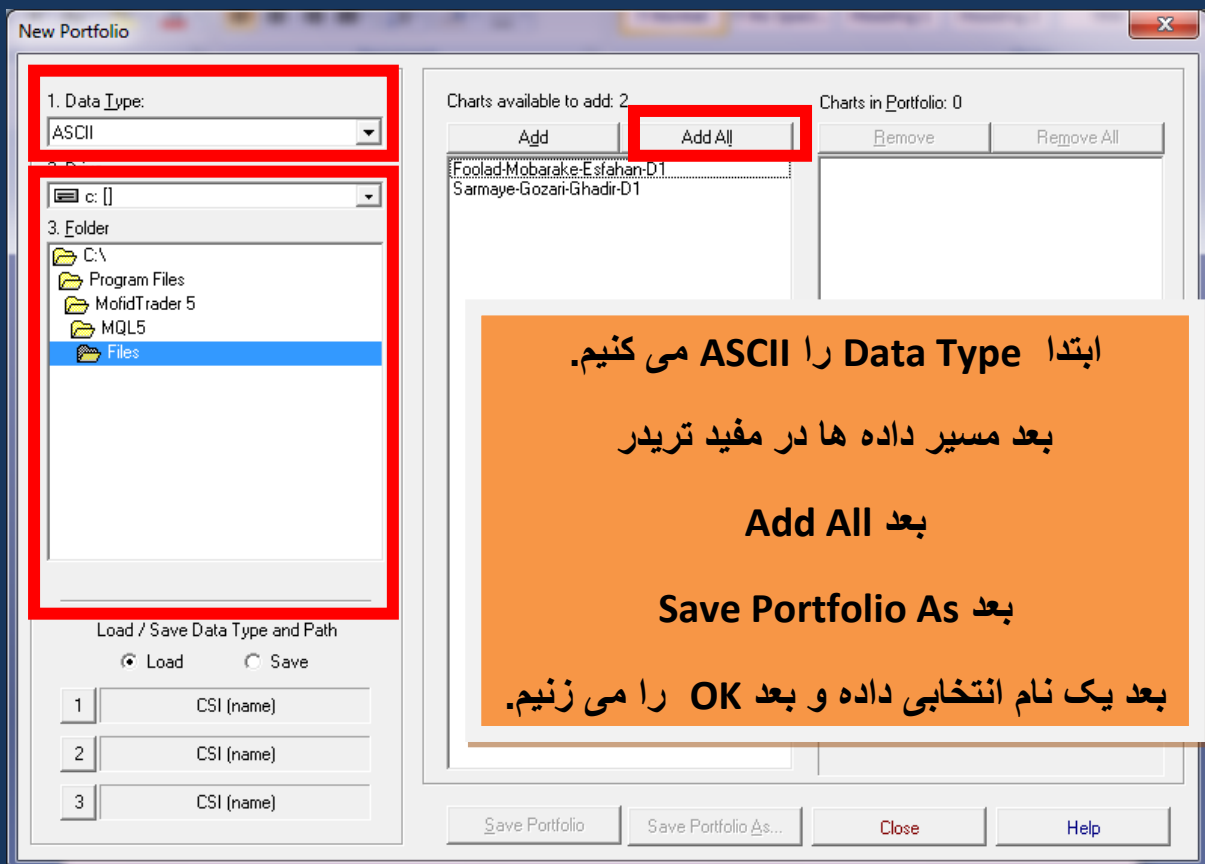 New Portfolio
1. Data Type:
ASCII
c: []
3. Folder
C:\
Program Files
MofidTrader 5
MQL5
Files
Load / Save Data Type and Path
Load Save
1 CSI (name)
2 CSI (name)
3 CSI (name)
Charts available to add: 2
Charts in Portfolio: 0
Add Add All Remove Remove All
Foolad-Mobarake-Esfahan-D1
Sarmaye-Gozari-Ghadir-D1
ابتدا Data Type را ASCII می کنیم.
بعد مسیر داده ها در مفید تریدر
بعد Add All
بعد Save Portfolio As
بعد یک نام انتخابی داده و بعد OK را می زنیم.
Save Portfolio Save Portfolio As... Close Help